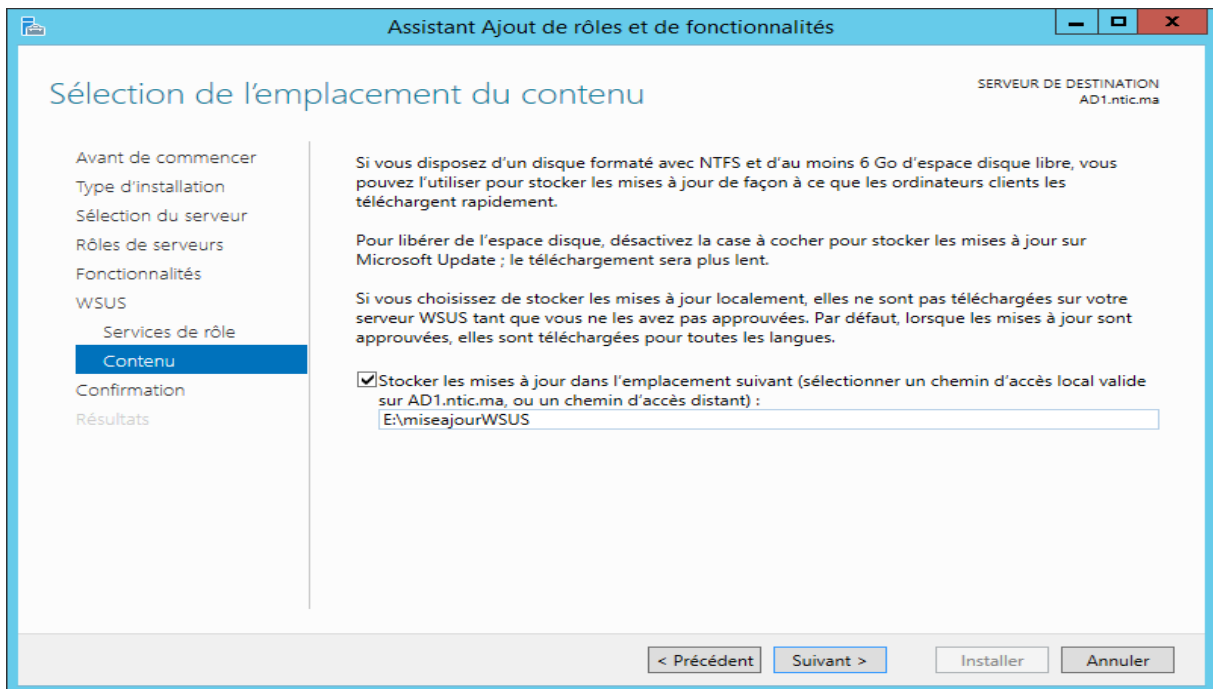 Assistant Ajout de rôles et de fonctionnalités
Sélection de l'emplacement du contenu
SERVEUR DE DESTINATION
AD1.ntic.ma
Avant de commencer
Type d'installation
Sélection du serveur
Rôles de serveurs
Fonctionnalités
WSUS
Services de rôle
Contenu
Confirmation
Résultats
Si vous disposez d'un disque formaté avec NTFS et d'au moins 6 Go d'espace disque libre, vous
pouvez l'utiliser pour stocker les mises à jour de façon à ce que les ordinateurs clients les
téléchargent rapidement.
Pour libérer de l'espace disque, désactivez la case à cocher pour stocker les mises à jour sur
Microsoft Update ; le téléchargement sera plus lent.
Si vous choisissez de stocker les mises à jour localement, elles ne sont pas téléchargées sur votre
serveur WSUS tant que vous ne les avez pas approuvées. Par défaut, lorsque les mises à jour sont
approuvées, elles sont téléchargées pour toutes les langues.
Stocker les mises à jour dans l'emplacement suivant (sélectionner un chemin d'accès local valide
sur AD1.ntic.ma, ou un chemin d'accès distant) :
E:\miseajourWSUS
< Précédent
Suivant >
Installer
Annuler